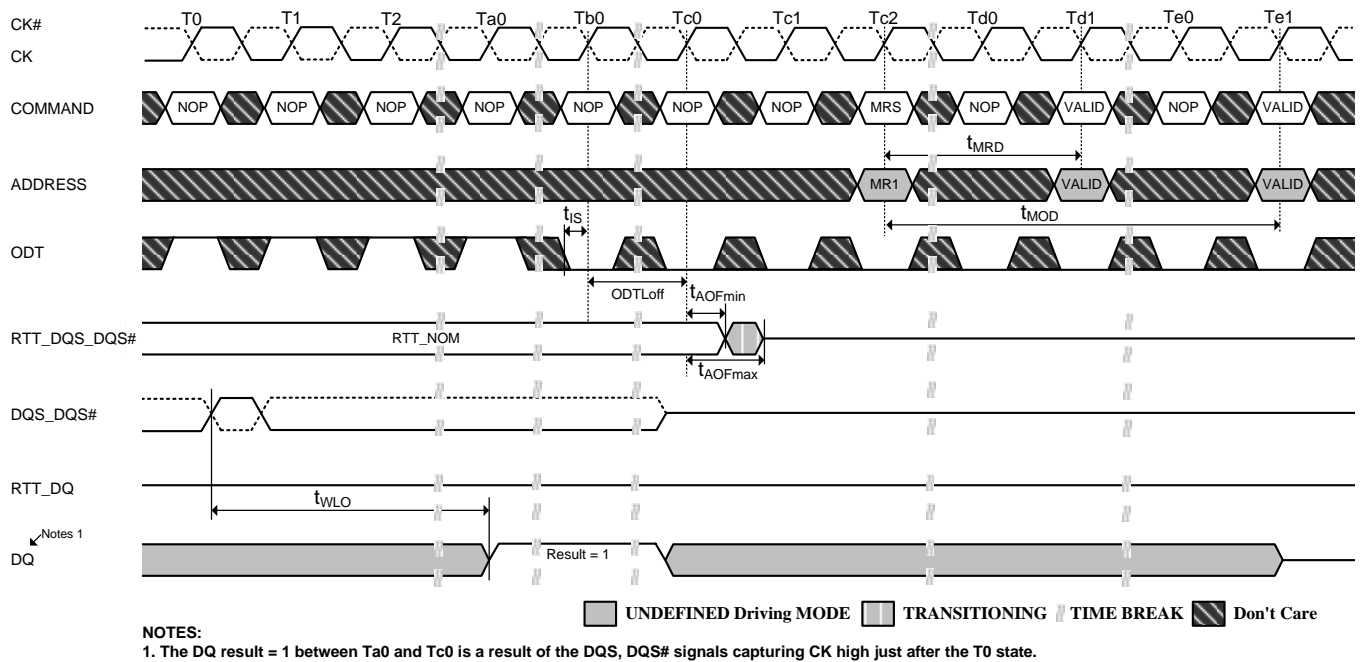 CK#
CK
T0 T1 T2 Ta0 Tb0 Tc0 Tc1 Tc2 Td0 Td1 Te0 Te1
COMMAND
NOP NOP NOP NOP NOP NOP NOP MRS NOP VALID NOP VALID
tMRD
ADDRESS
MR1 VALID VALID
tIS
tMOD
ODT
ODTLoff
tAOFmin
RTT_DQS_DQS#
RTT_NOM
tAOFmax
DQS_DQS#
RTT_DQ
tWLO
Notes 1
DQ
Result = 1
UNDEFINED Driving MODE TRANSITIONING TIME BREAK Don't Care
NOTES:
1. The DQ result = 1 between Ta0 and Tc0 is a result of the DQS, DQS# signals capturing CK high just after the T0 state.